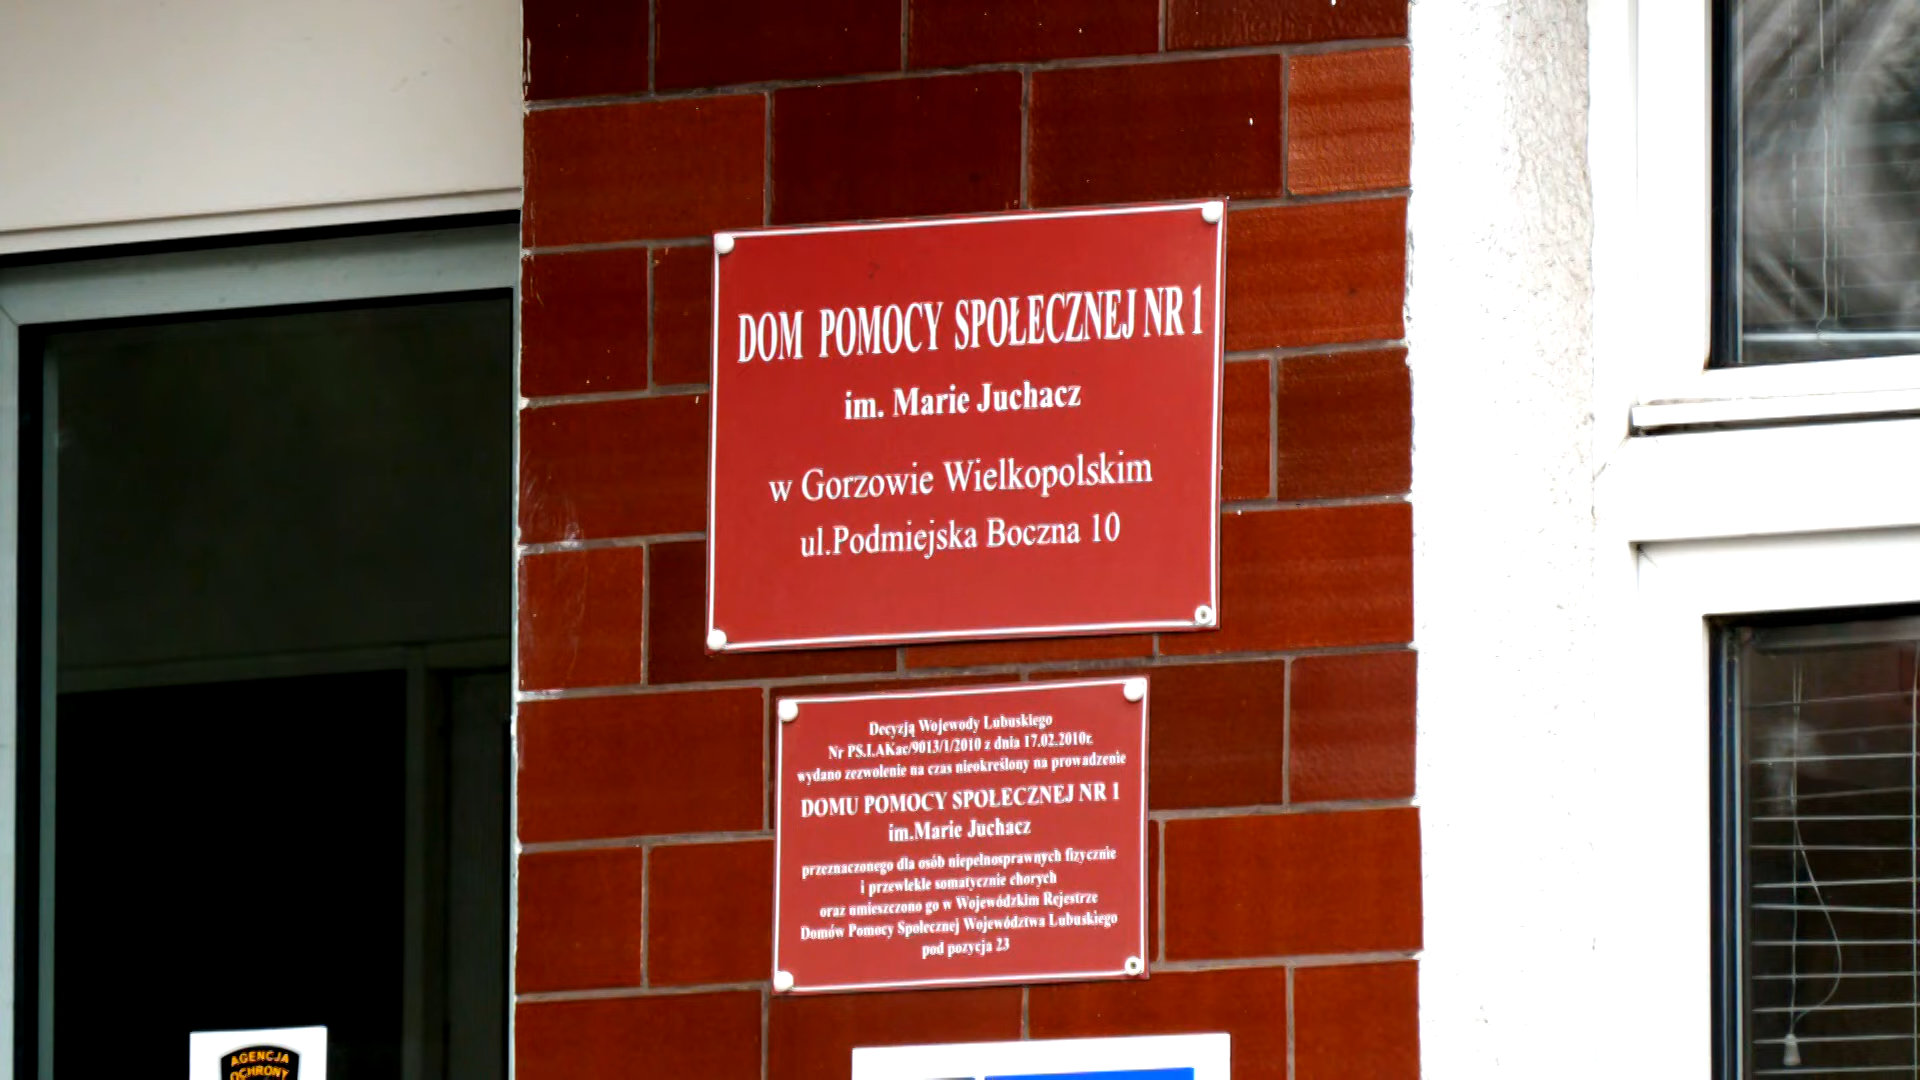 DOM POMOCY SPOŁECZNEJ NR 1
im. Marie Juchacz
w Gorzowie Wielkopolskim
ul.Podmiejska Boczna 10
Decyzją Wojewody Lubuskiego
Nr PS.I.AKae/9013/1/2010 z dnia 17.02.2010r.
wydano zezwolenie na czas nieokreślony na prowadzenie
DOMU POMOCY SPOŁECZNEJ NR 1
im.Marie Juchacz
przeznaczonego dla osób niepełnosprawnych fizycznie
i przewlekle somatycznie chorych
oraz umieszczono go w Wojewódzkim Rejestrze
Domów Pomocy Społecznej Województwa Lubuskiego
pod pozycja 23
AGENCJA
OCHRONY